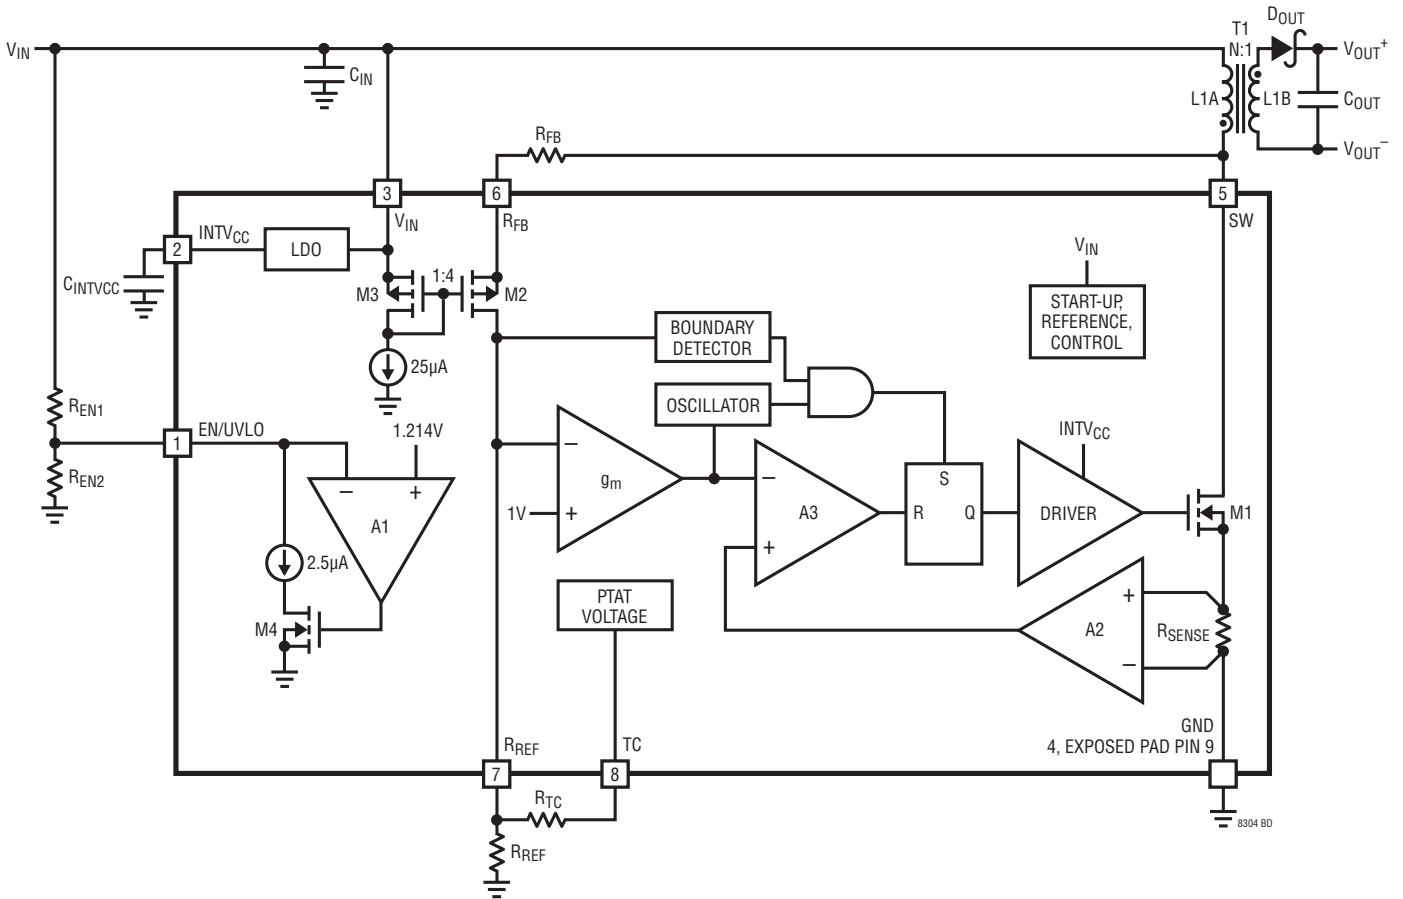 T1
N:1
DOUT
VIN
CIN
L1A
L1B
VOUT+
COUT
VOUT–
RFB
3
6
5
VIN
RFB
SW
2
INTVCC
LDO
CINTVCC
M3
1:4
M2
25µA
VIN
START-UP,
REFERENCE,
CONTROL
BOUNDARY
DETECTOR
OSCILLATOR
REN1
1
EN/UVLO
1.214V
REN2
–
+
A1
2.5µA
M4
–
gm
1V
+
–
A3
+
S
R
Q
INTVCC
DRIVER
M1
PTAT
VOLTAGE
+
A2
–
RSENSE
GND
4, EXPOSED PAD PIN 9
RREF
TC
7
8
RTC
RREF
8304 BD